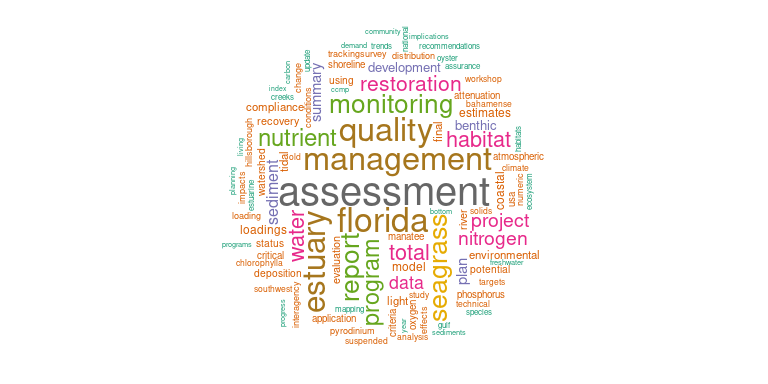 community
implications
national
demand
trends
recommendations
update
trackingsurvey
distribution
oyster
carbon
change
shoreline
development
assurance
summary
restoration
workshop
index
using
ccmp
attenuation
creeks
conditions
monitoring
bahamense
compliance
estimates
recovery
quality
final
benthic
hillsborough
nutrient
habitat
habitats
living
old
tidal
management
atmospheric
watershed
climate
planning
impacts
estuarine
sediment
assessment
coastal
usa
numeric
ecosystem
loading
water
estuary
florida
bottom
river
solids
project
loadings
report
program
manatee
seagrass
nitrogen
programs
status
evaluation
total
critical
environmental
chlorophylla
model
plan
freshwater
deposition
potential
southwest
data
targets
interagency
light
study
phosphorus
progress
mapping
technical
application
criteria
oxygen
effects
species
pyrodinium
year
gulf
suspended
analysis
sediments